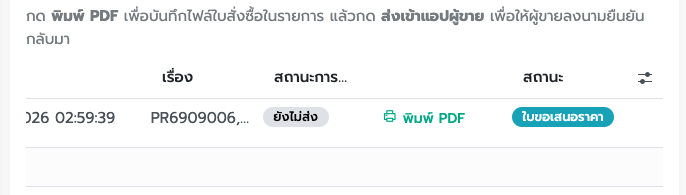 กด พิมพ์ PDF เพื่อบันทึกไฟล์ใบสั่งซื้อในรายการ แล้วกด ส่งเข้าแอปผู้ขาย เพื่อให้ผู้ขายลงนามยืนยัน
กลับมา
เรื่อง สถานะการ... สถานะ
026 02:59:39 PR6909006,... ยังไม่ส่ง พิมพ์ PDF ใบขอเสนอราคา